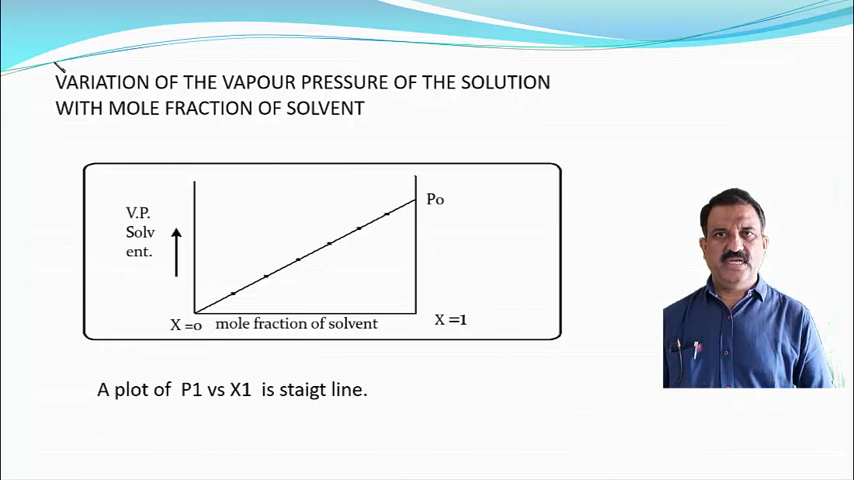 VARIATION OF THE VAPOUR PRESSURE OF THE SOLUTION
WITH MOLE FRACTION OF SOLVENT
V.P.
Solv
ent.
Po
X =0 mole fraction of solvent
X =1
A plot of P1 vs X1 is staigt line.